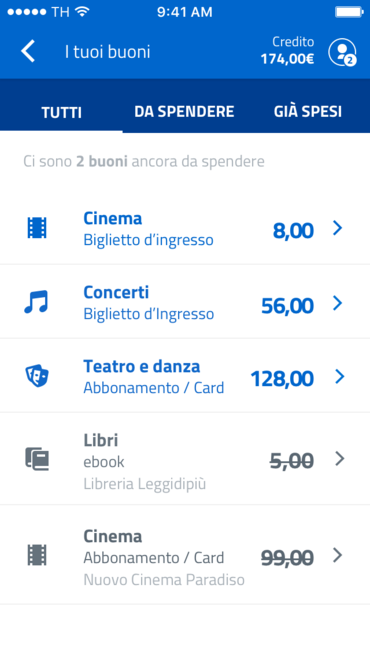 TH 9:41 AM
I tuoi buoni
Credito
174,00€
2
TUTTI DA SPENDERE GIÀ SPESI
Ci sono 2 buoni ancora da spendere
Cinema
Biglietto d’ingresso
8,00
Concerti
Biglietto d’Ingresso
56,00
Teatro e danza
Abbonamento / Card
128,00
Libri
ebook
Libreria Leggidipiù
5,00
Cinema
Abbonamento / Card
Nuovo Cinema Paradiso
99,00